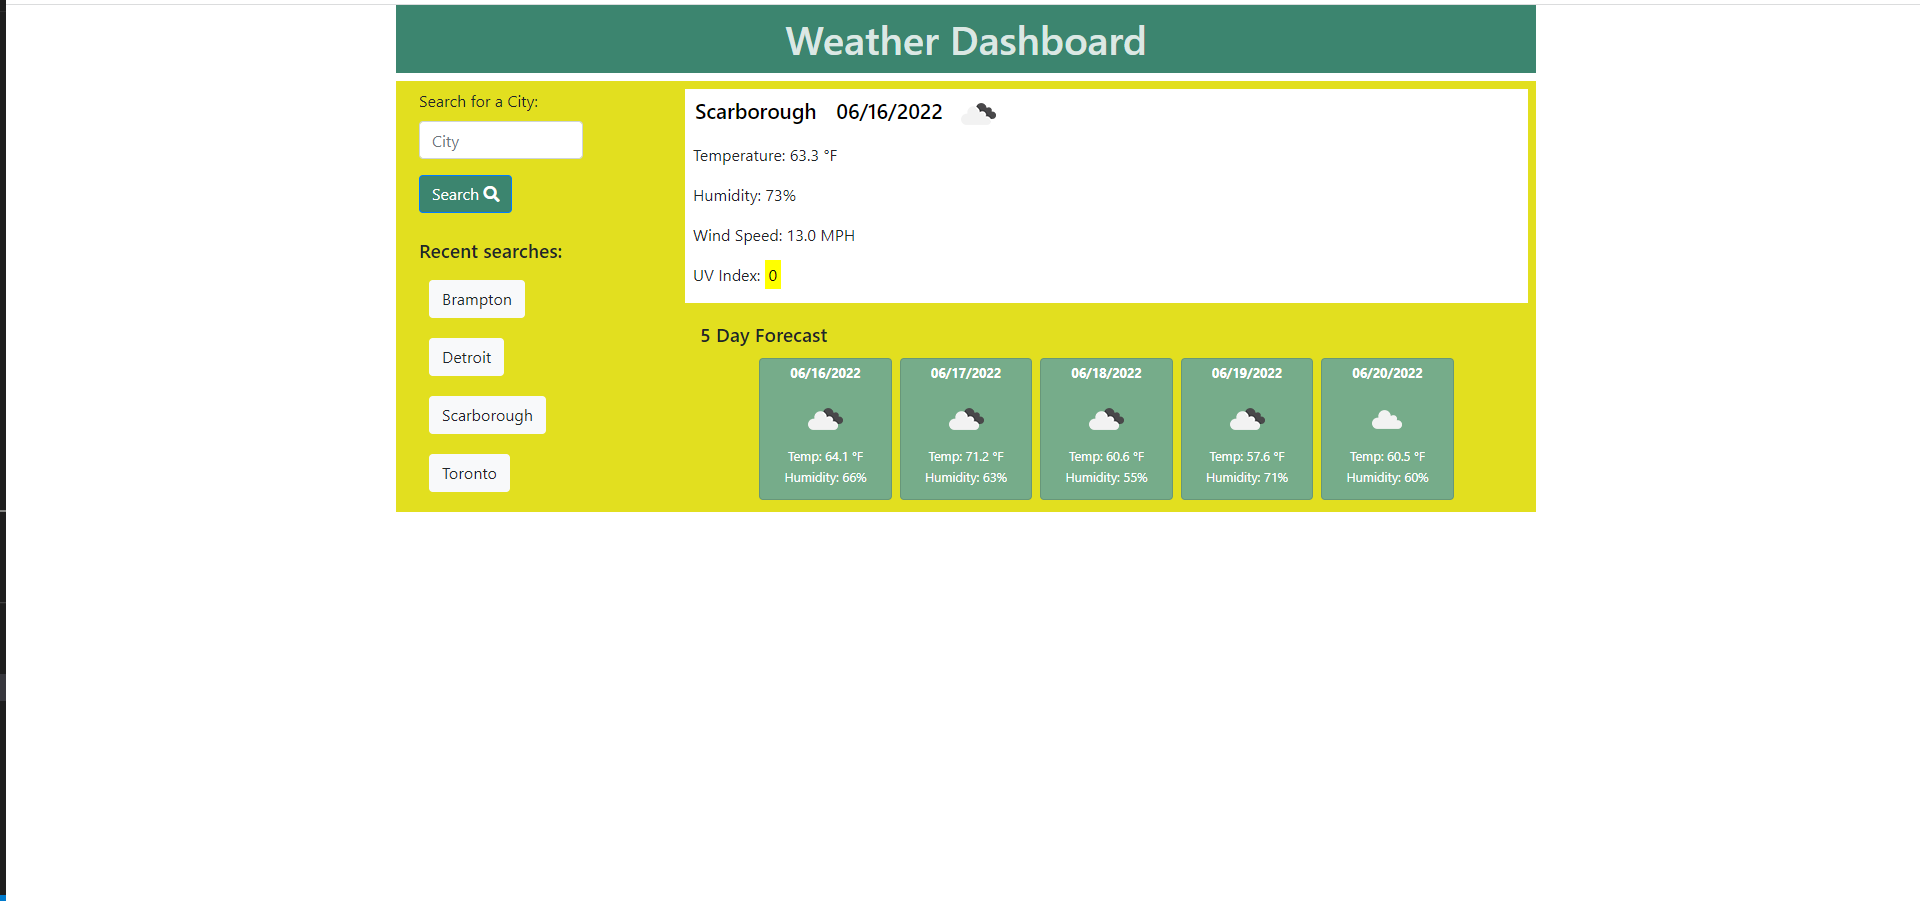 Weather Dashboard
Search for a City:
City
Search
Recent searches:
Brampton
Detroit
Scarborough
Toronto
Scarborough 06/16/2022
Temperature: 63.3 °F
Humidity: 73%
Wind Speed: 13.0 MPH
UV Index: 0
5 Day Forecast
06/16/2022
Temp: 64.1 °F
Humidity: 66%
06/17/2022
Temp: 71.2 °F
Humidity: 63%
06/18/2022
Temp: 60.6 °F
Humidity: 55%
06/19/2022
Temp: 57.6 °F
Humidity: 71%
06/20/2022
Temp: 60.5 °F
Humidity: 60%